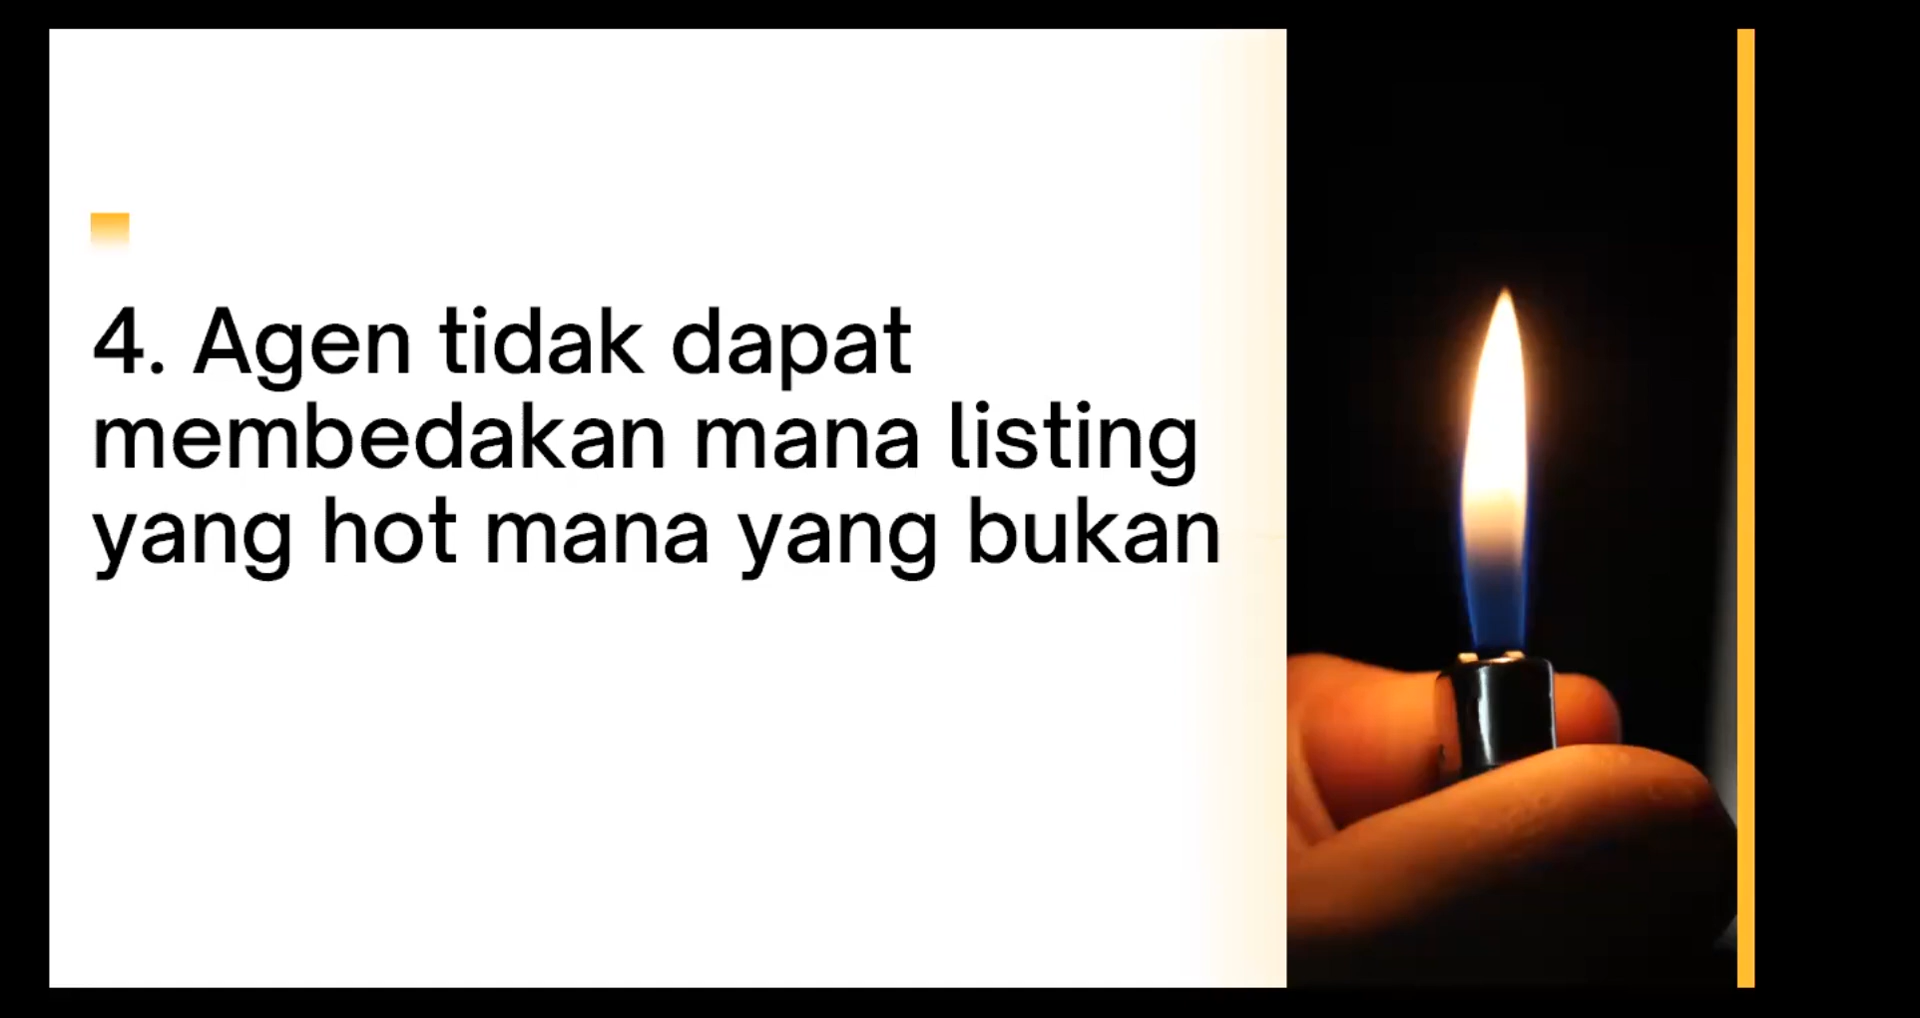 4. Agen tidak dapat
membedakan mana listing
yang hot mana yang bukan